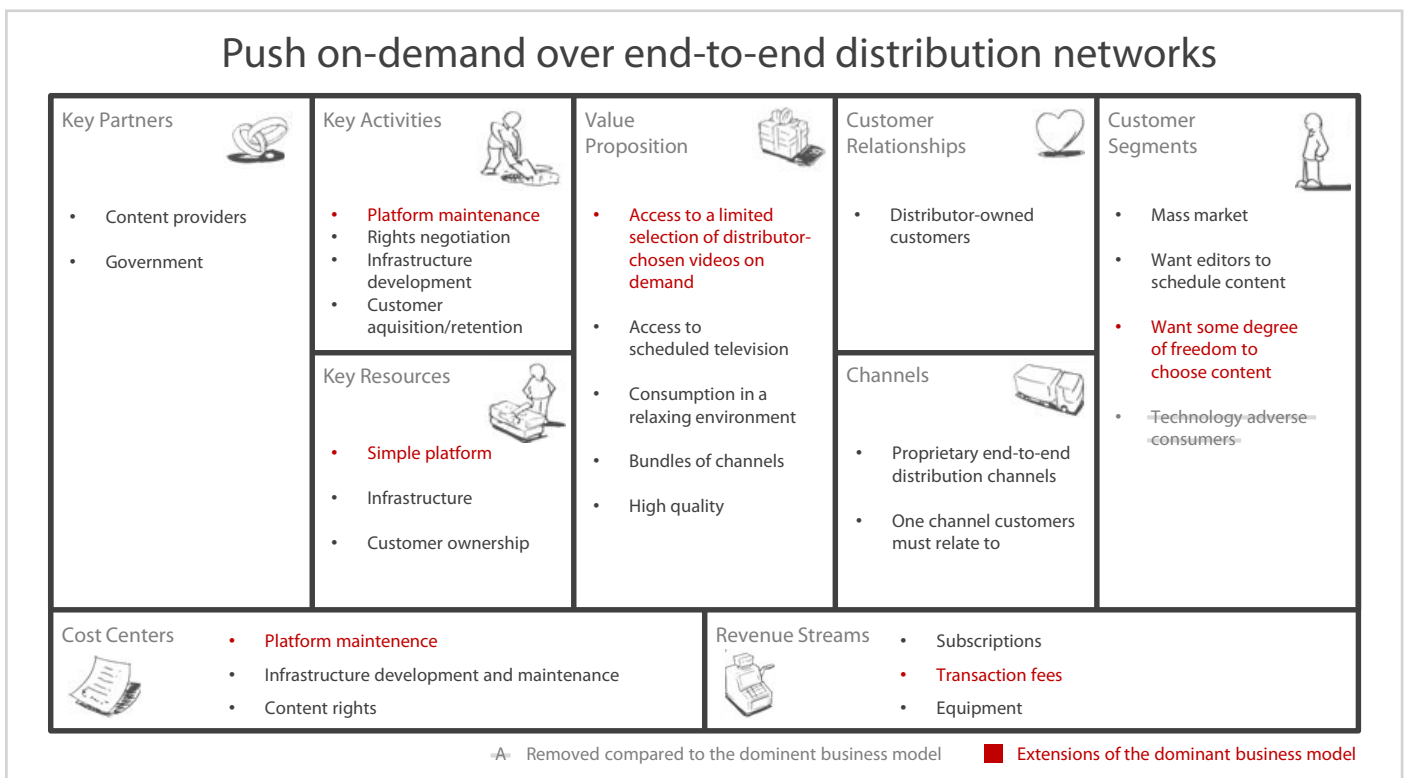 Push on-demand over end-to-end distribution networks
Key Partners
• Content providers
• Government
Key Activities
• Platform maintenance
• Rights negotiation
• Infrastructure
development
• Customer
aquisition/retention
Key Resources
• Simple platform
• Infrastructure
• Customer ownership
Value
Proposition
• Access to a limited
selection of distributor-
chosen videos on
demand
• Access to
scheduled television
• Consumption in a
relaxing environment
• Bundles of channels
• High quality
Customer
Relationships
• Distributor-owned
customers
Channels
• Proprietary end-to-end
distribution channels
• One channel customers
must relate to
Customer
Segments
• Mass market
• Want editors to
schedule content
• Want some degree
of freedom to
choose content
• Technology adverse
consumers
Cost Centers
• Platform maintenence
• Infrastructure development and maintenance
• Content rights
Revenue Streams
• Subscriptions
• Transaction fees
• Equipment
A Removed compared to the dominent business model
Extensions of the dominant business model